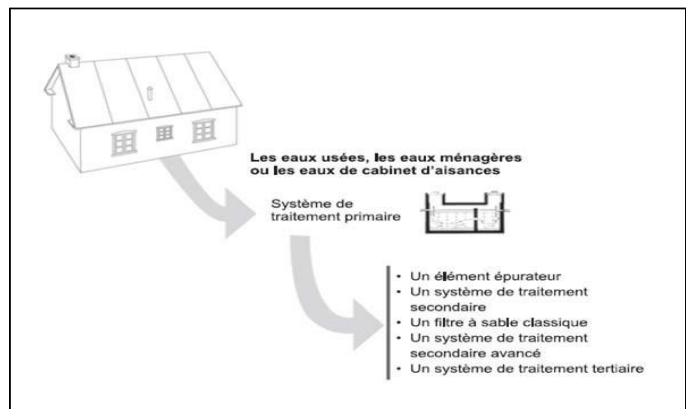 Les eaux usées, les eaux ménagères
ou les eaux de cabinet d'aisances
Système de
traitement primaire
• Un élément épurateur
• Un système de traitement
secondaire
• Un filtre à sable classique
• Un système de traitement
secondaire avancé
• Un système de traitement tertiaire